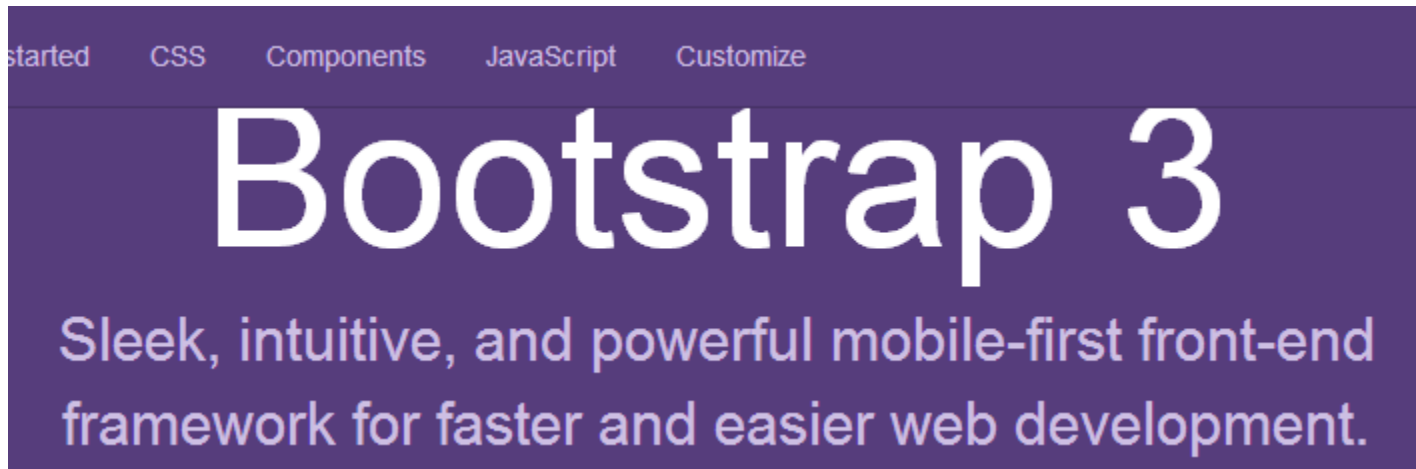 started CSS Components JavaScript Customize
Bootstrap 3
Sleek, intuitive, and powerful mobile-first front-end
framework for faster and easier web development.